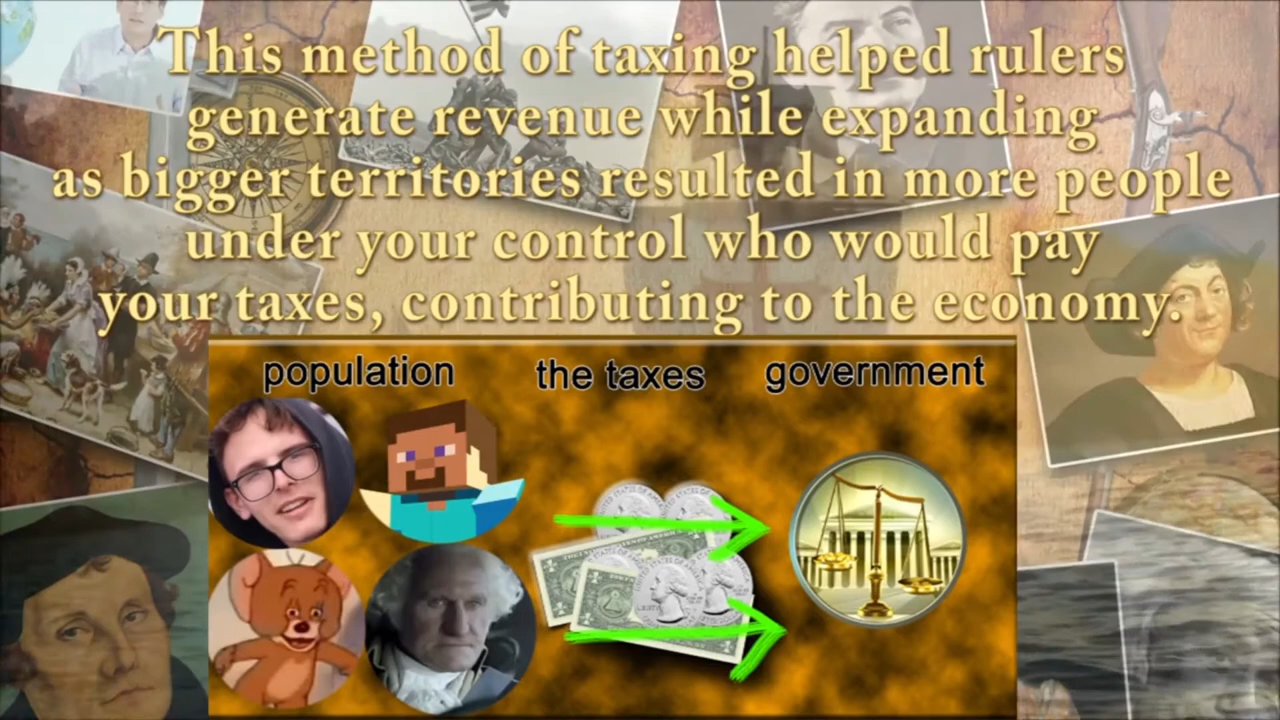 This method of taxing helped rulers
generate revenue while expanding
as bigger territories resulted in more people
under your control who would pay
your taxes, contributing to the economy.
population the taxes government